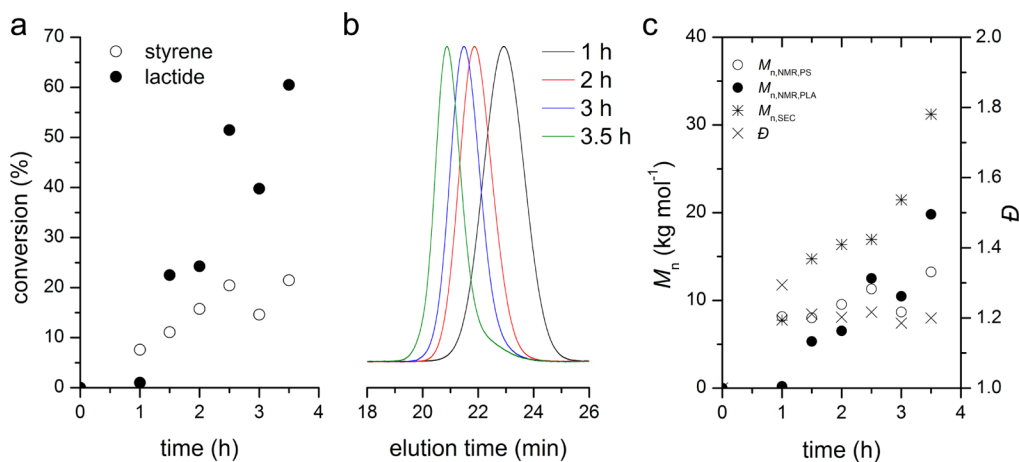 a
70
60
50
40
30
20
10
0
conversion (%)
styrene
lactide
0 1 2 3 4
time (h)
b
1 h
2 h
3 h
3.5 h
18 20 22 24 26
elution time (min)
c
40
30
20
10
0
Mn (kg mol⁻¹)
Mn,NMR,PS
Mn,NMR,PLA
Mn,SEC
Đ
2.0
1.8
1.6
1.4
1.2
1.0
Đ
0 1 2 3 4
time (h)